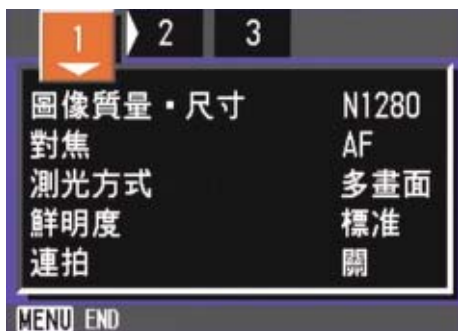 1 2 3
圖像質量・尺寸 N1280
對焦 AF
測光方式 多畫面
鮮明度 標准
連拍 關
MENU END